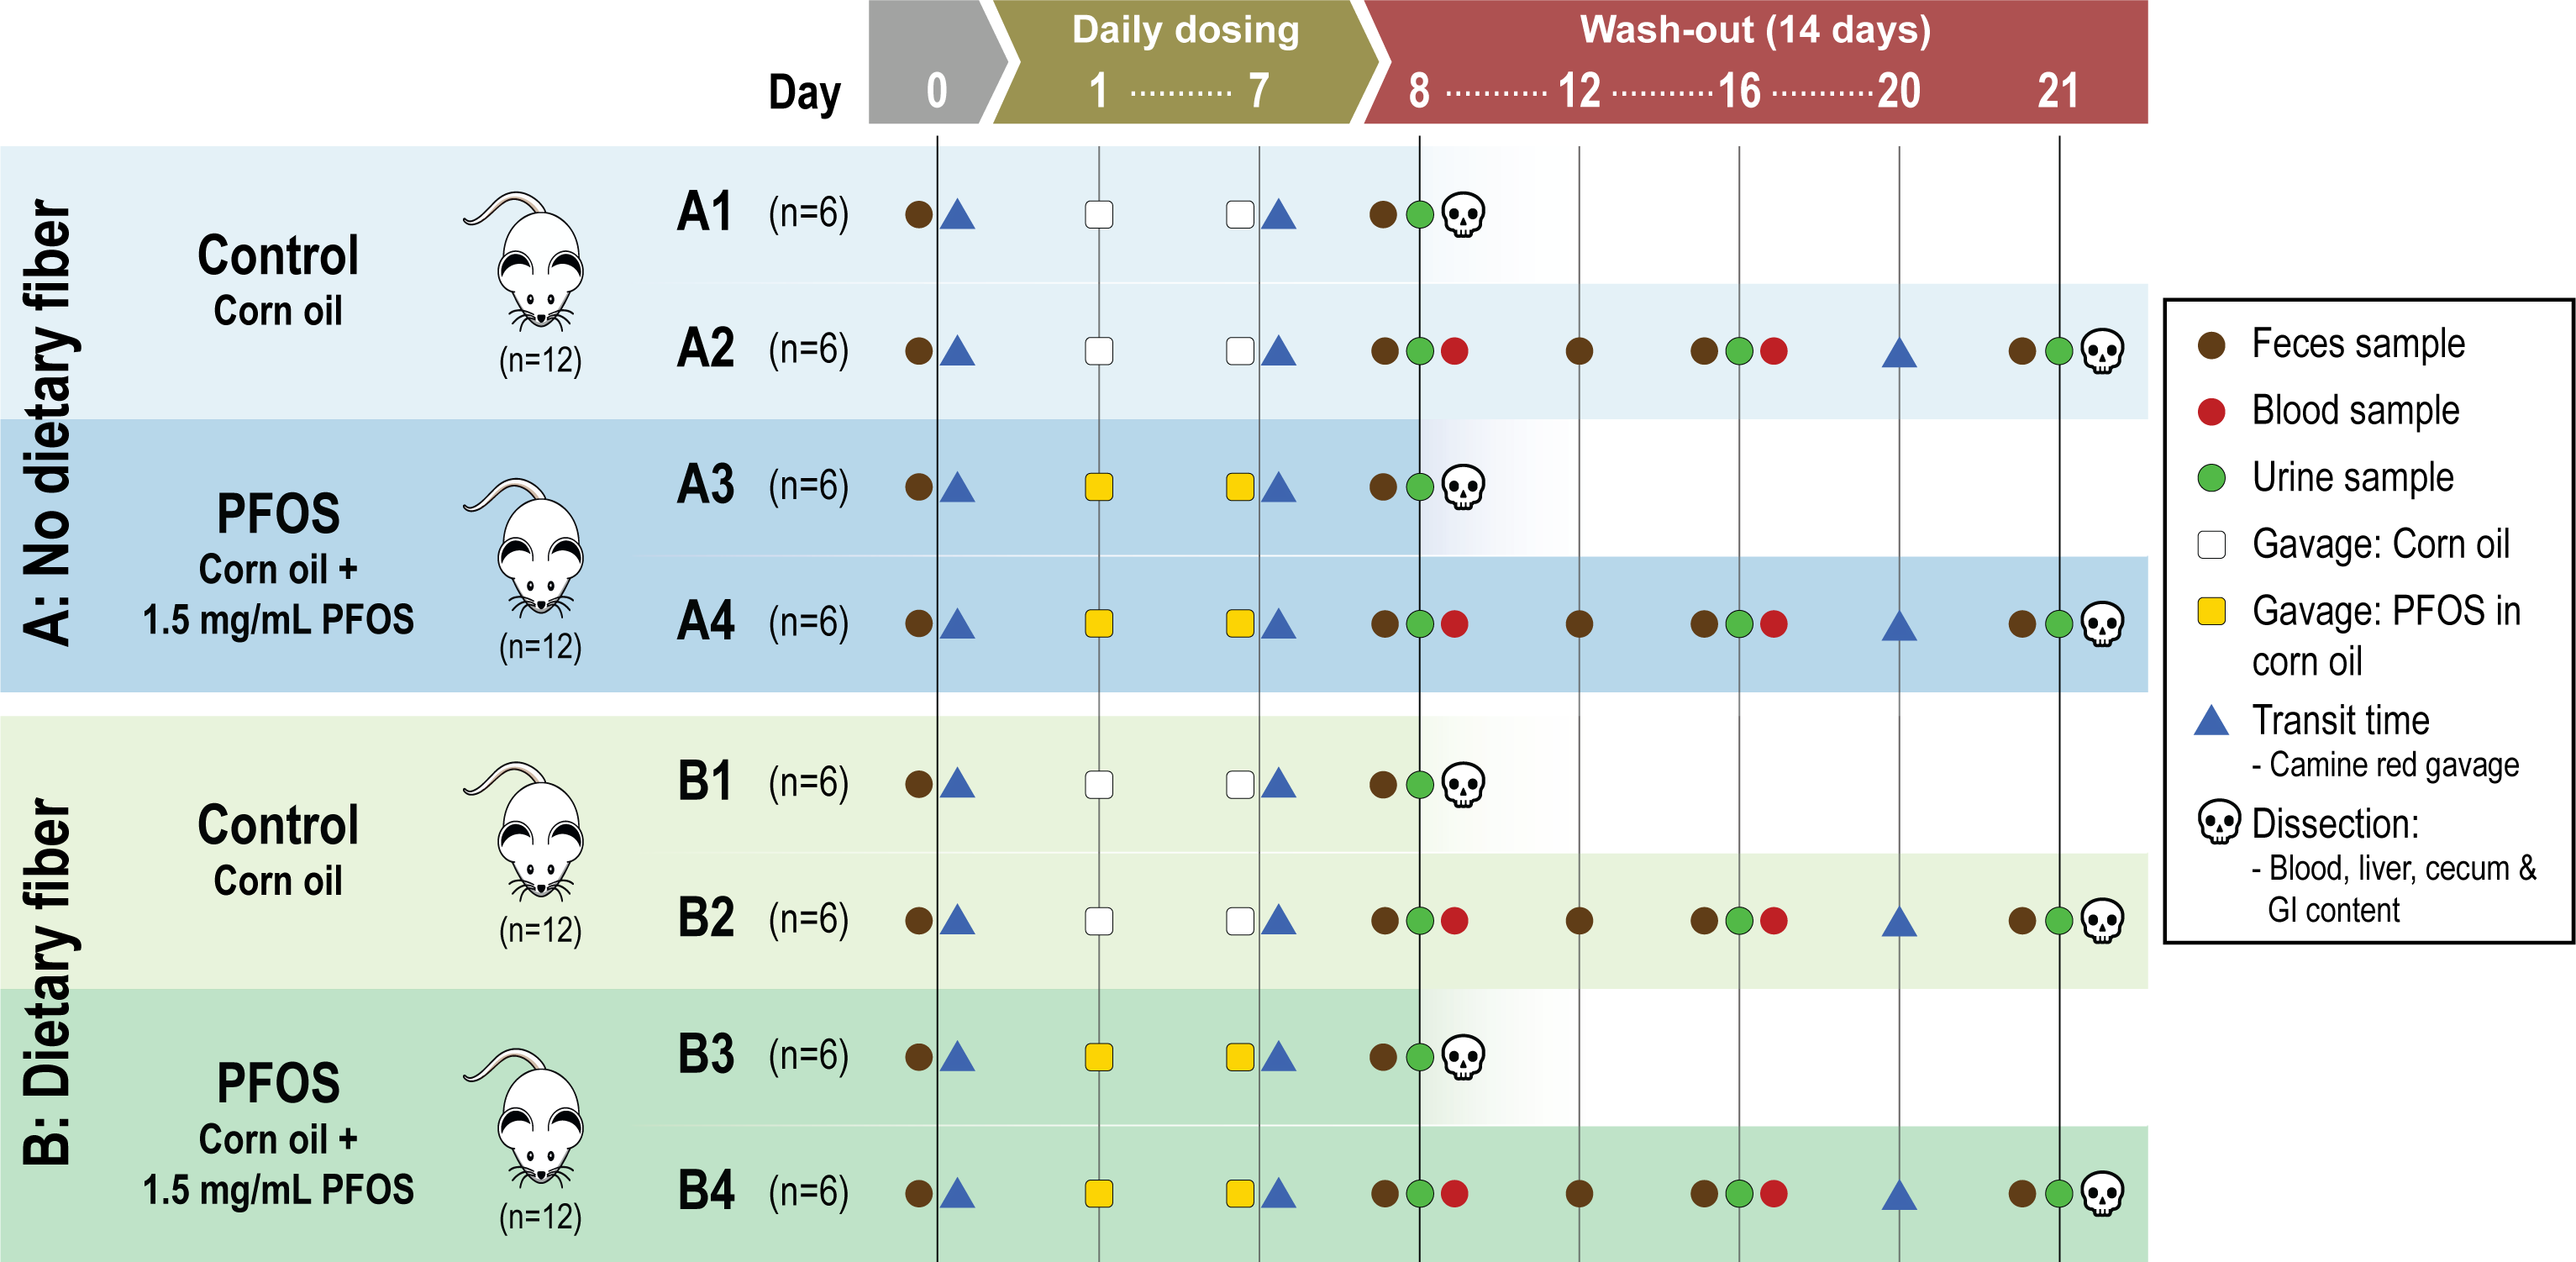 Daily dosing
Wash-out (14 days)
Day 0 1 ........... 7 8 ........... 12 ........... 16 ........... 20 21
A: No dietary fiber
Control
Corn oil
(n=12)
A1 (n=6)
A2 (n=6)
PFOS
Corn oil +
1.5 mg/mL PFOS
(n=12)
A3 (n=6)
A4 (n=6)
B: Dietary fiber
Control
Corn oil
(n=12)
B1 (n=6)
B2 (n=6)
PFOS
Corn oil +
1.5 mg/mL PFOS
(n=12)
B3 (n=6)
B4 (n=6)
Feces sample
Blood sample
Urine sample
Gavage: Corn oil
Gavage: PFOS in
corn oil
Transit time
- Camine red gavage
Dissection:
- Blood, liver, cecum &
GI content